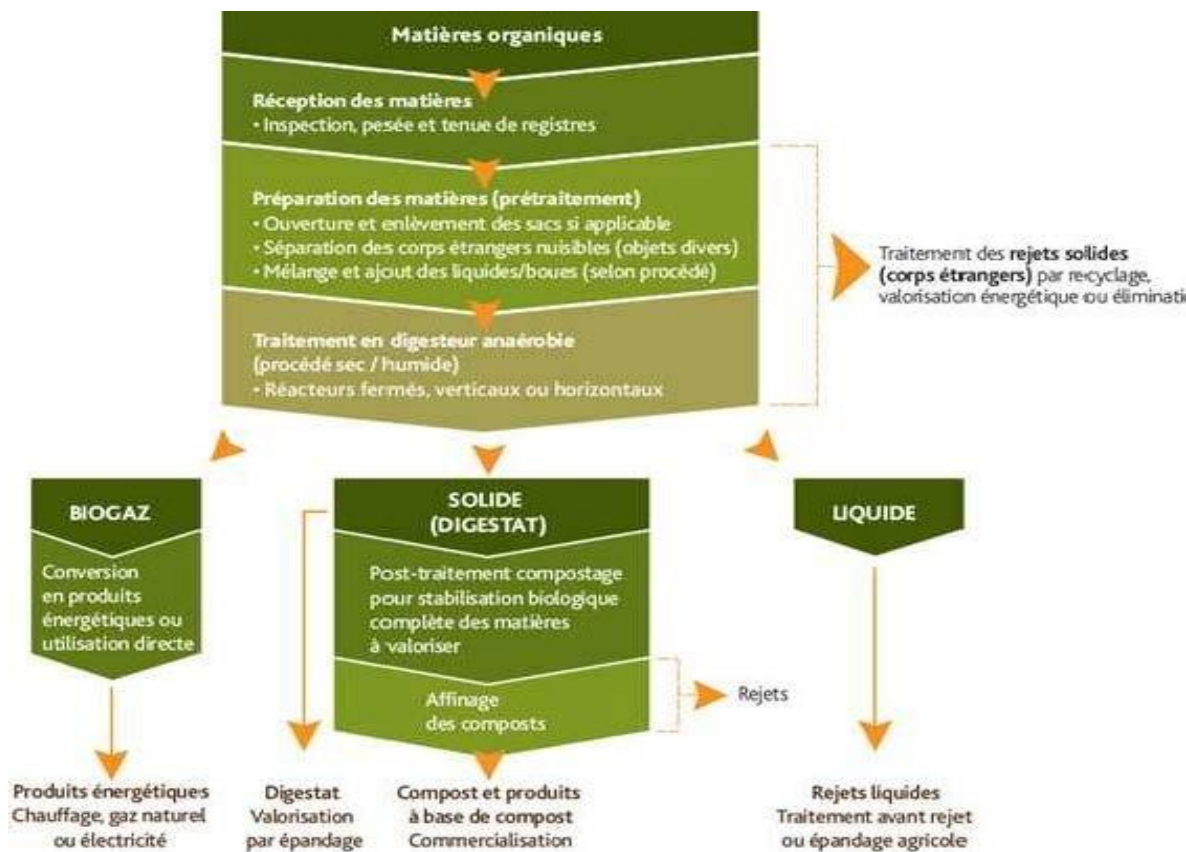 Matières organiques
Réception des matières
• Inspection, pesée et tenue de registres
Préparation des matières (prétraitement)
• Ouverture et enlèvement des sacs si applicable
• Séparation des corps étrangers nuisibles (objets divers)
• Mélange et ajout des liquides/boues (selon procédé)
Traitement des rejets solides
(corps étrangers) par recyclage,
valorisation énergétique ou éliminatio
Traitement en digesteur anaérobie
(procédé sec / humide)
• Réacteurs fermés, verticaux ou horizontaux
BIOGAZ
Conversion
en produits
énergétiques ou
utilisation directe
Produits énergétiques
Chauffage, gaz naturel
ou électricité
SOLIDE
(DIGESTAT)
Post-traitement compostage
pour stabilisation biologique
complète des matières
à valoriser
Affinage
des composts
Rejets
Digestat
Valorisation
par épandage
Compost et produits
à base de compost
Commercialisation
LIQUIDE
Rejets liquides
Traitement avant rejet
ou épandage agricole